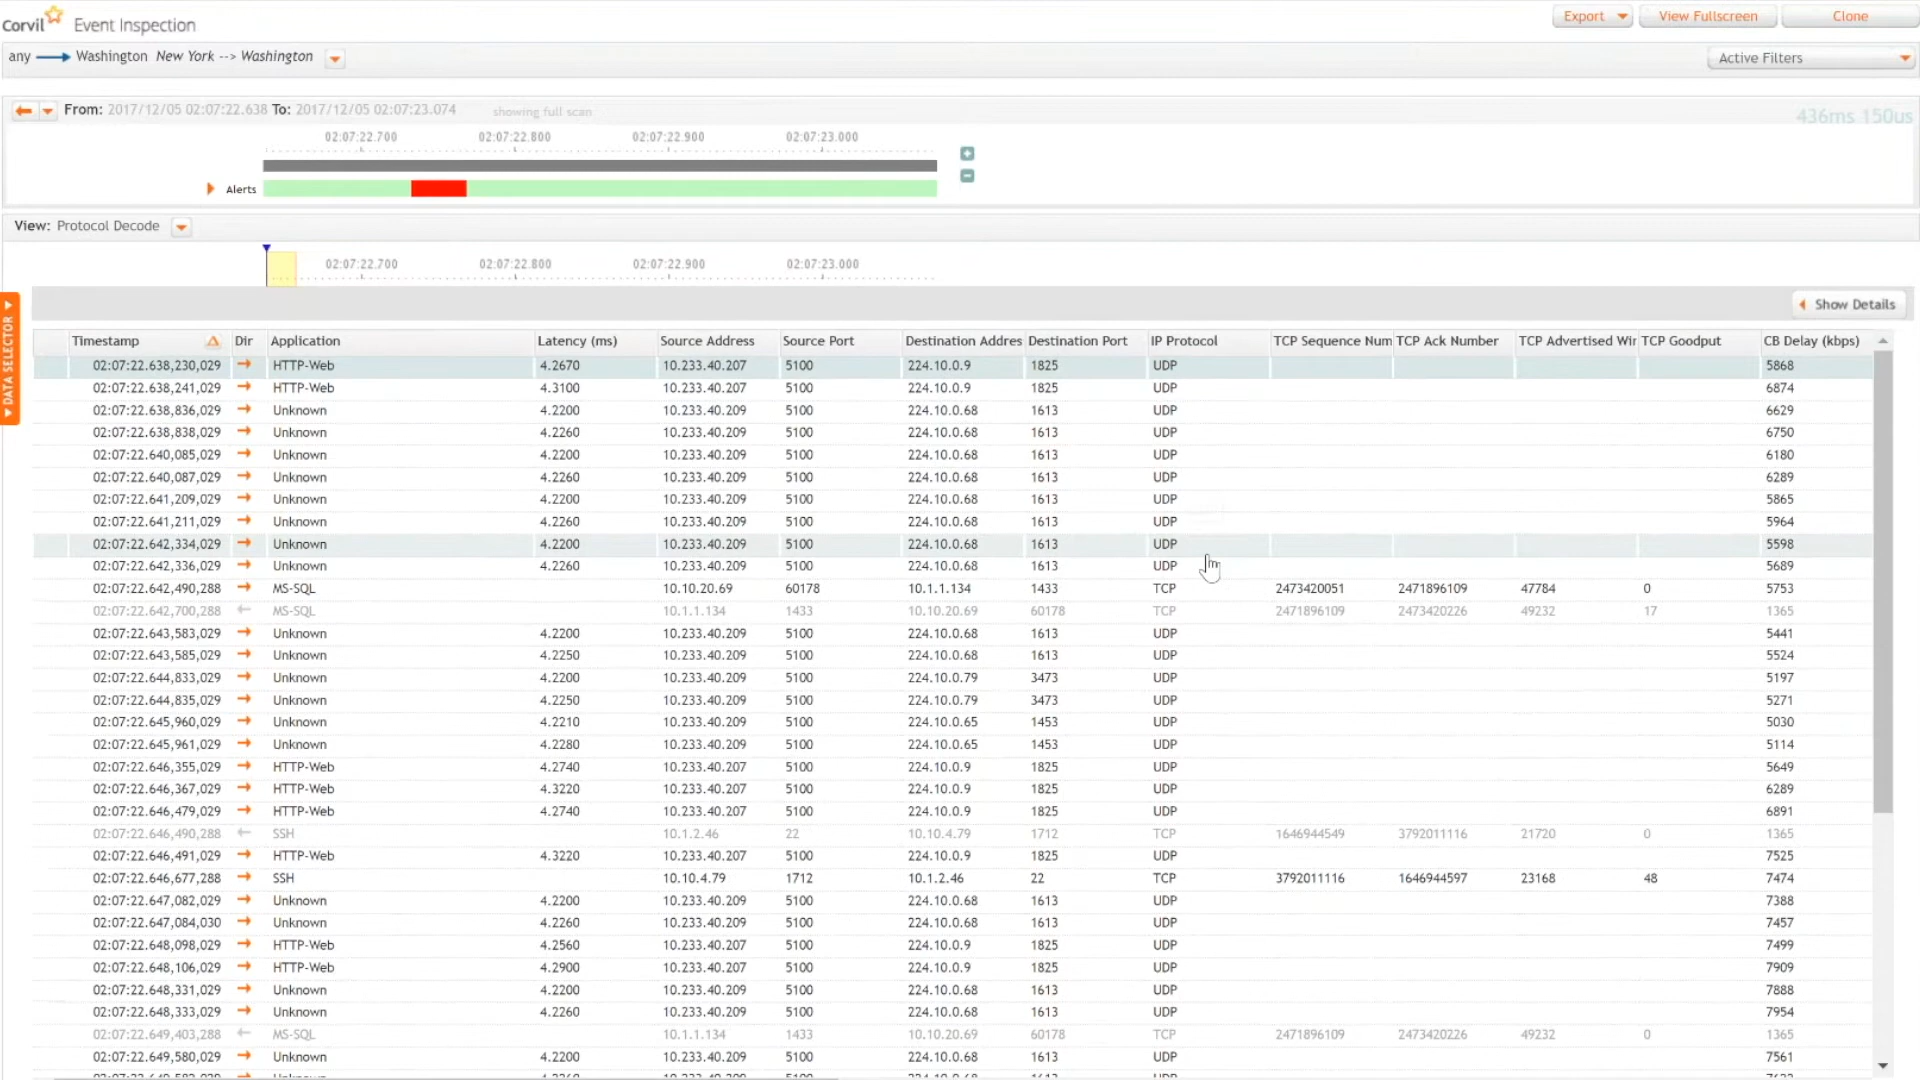 corvil Event Inspection Export View Fullscreen Clone
any Washington New York --> Washington Active Filters
From: 2017/12/05 02:07:22.638 To: 2017/12/05 02:07:23.074 showing full scan 436ms 150us
02:07:22.700 02:07:22.800 02:07:22.900 02:07:23.000
Alerts
View: Protocol Decode
02:07:22.700 02:07:22.800 02:07:22.900 02:07:23.000
DATA SELECTOR
Show Details
Timestamp Dir Application Latency (ms) Source Address Source Port Destination Addres Destination Port IP Protocol TCP Sequence Num TCP Ack Number TCP Advertised Wir TCP Goodput CB Delay (kbps)
02:07:22.638,230,029 HTTP-Web 4.2670 10.233.40.207 5100 224.10.0.9 1825 UDP 5868
02:07:22.638,241,029 HTTP-Web 4.3100 10.233.40.207 5100 224.10.0.9 1825 UDP 6874
02:07:22.638,836,029 Unknown 4.2200 10.233.40.209 5100 224.10.0.68 1613 UDP 6629
02:07:22.638,838,029 Unknown 4.2260 10.233.40.209 5100 224.10.0.68 1613 UDP 6750
02:07:22.640,085,029 Unknown 4.2200 10.233.40.209 5100 224.10.0.68 1613 UDP 6180
02:07:22.640,087,029 Unknown 4.2260 10.233.40.209 5100 224.10.0.68 1613 UDP 6289
02:07:22.641,209,029 Unknown 4.2200 10.233.40.209 5100 224.10.0.68 1613 UDP 5865
02:07:22.641,211,029 Unknown 4.2260 10.233.40.209 5100 224.10.0.68 1613 UDP 5964
02:07:22.642,334,029 Unknown 4.2200 10.233.40.209 5100 224.10.0.68 1613 UDP 5598
02:07:22.642,336,029 Unknown 4.2260 10.233.40.209 5100 224.10.0.68 1613 UDP 5689
02:07:22.642,490,288 MS-SQL 10.10.20.69 60178 10.1.1.134 1433 TCP 2473420051 2471896109 47784 0 5753
02:07:22.642,700,288 MS-SQL 10.1.1.134 1433 10.10.20.69 60178 TCP 2471896109 2473420226 49232 17 1365
02:07:22.643,583,029 Unknown 4.2200 10.233.40.209 5100 224.10.0.68 1613 UDP 5441
02:07:22.643,585,029 Unknown 4.2250 10.233.40.209 5100 224.10.0.68 1613 UDP 5524
02:07:22.644,833,029 Unknown 4.2200 10.233.40.209 5100 224.10.0.79 3473 UDP 5197
02:07:22.644,835,029 Unknown 4.2250 10.233.40.209 5100 224.10.0.79 3473 UDP 5271
02:07:22.645,960,029 Unknown 4.2210 10.233.40.209 5100 224.10.0.65 1453 UDP 5030
02:07:22.645,961,029 Unknown 4.2280 10.233.40.209 5100 224.10.0.65 1453 UDP 5114
02:07:22.646,355,029 HTTP-Web 4.2740 10.233.40.207 5100 224.10.0.9 1825 UDP 5649
02:07:22.646,367,029 HTTP-Web 4.3220 10.233.40.207 5100 224.10.0.9 1825 UDP 6289
02:07:22.646,479,029 HTTP-Web 4.2740 10.233.40.207 5100 224.10.0.9 1825 UDP 6891
02:07:22.646,490,288 SSH 10.1.2.46 22 10.10.4.79 1712 TCP 1646944549 3792011116 21720 0 1365
02:07:22.646,491,029 HTTP-Web 4.3220 10.233.40.207 5100 224.10.0.9 1825 UDP 7525
02:07:22.646,677,288 SSH 10.10.4.79 1712 10.1.2.46 22 TCP 3792011116 1646944597 23168 48 7474
02:07:22.647,082,029 Unknown 4.2200 10.233.40.209 5100 224.10.0.68 1613 UDP 7388
02:07:22.647,084,030 Unknown 4.2260 10.233.40.209 5100 224.10.0.68 1613 UDP 7457
02:07:22.648,098,029 HTTP-Web 4.2560 10.233.40.207 5100 224.10.0.9 1825 UDP 7499
02:07:22.648,106,029 HTTP-Web 4.2900 10.233.40.207 5100 224.10.0.9 1825 UDP 7909
02:07:22.648,331,029 Unknown 4.2200 10.233.40.209 5100 224.10.0.68 1613 UDP 7888
02:07:22.648,333,029 Unknown 4.2260 10.233.40.209 5100 224.10.0.68 1613 UDP 7954
02:07:22.649,403,288 MS-SQL 10.1.1.134 1433 10.10.20.69 60178 TCP 2471896109 2473420226 49232 0 1365
02:07:22.649,580,029 Unknown 4.2200 10.233.40.209 5100 224.10.0.68 1613 UDP 7561